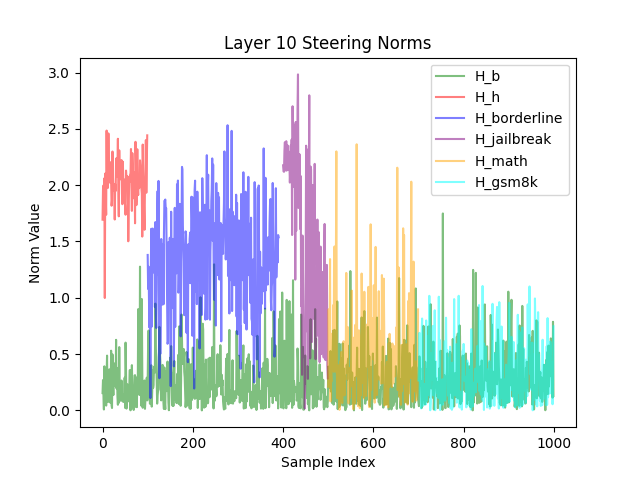 Layer 10 Steering Norms
H_b
H_h
H_borderline
H_jailbreak
H_math
H_gsm8k
Norm Value
3.0
2.5
2.0
1.5
1.0
0.5
0.0
0
200
400
600
800
1000
Sample Index